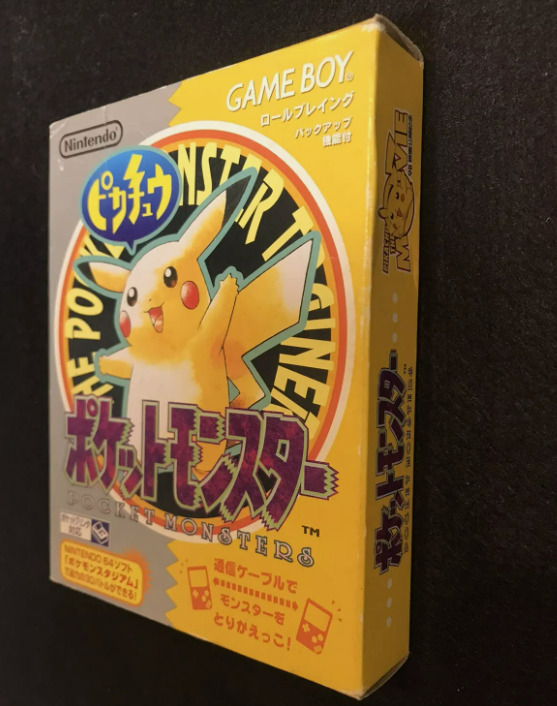 Nintendo®
GAME BOY®
ロールプレイング
バックアップ
機能付
ピカチュウ
ポケットモンスター
POCKET MONSTERS
TM
NINTENDO 64ソフト
「ポケモンスタジアム」
通信ケーブルで
モンスターを
とりかえっこ!
PIKACHU
THE
MOVIE
ポケットモンスター